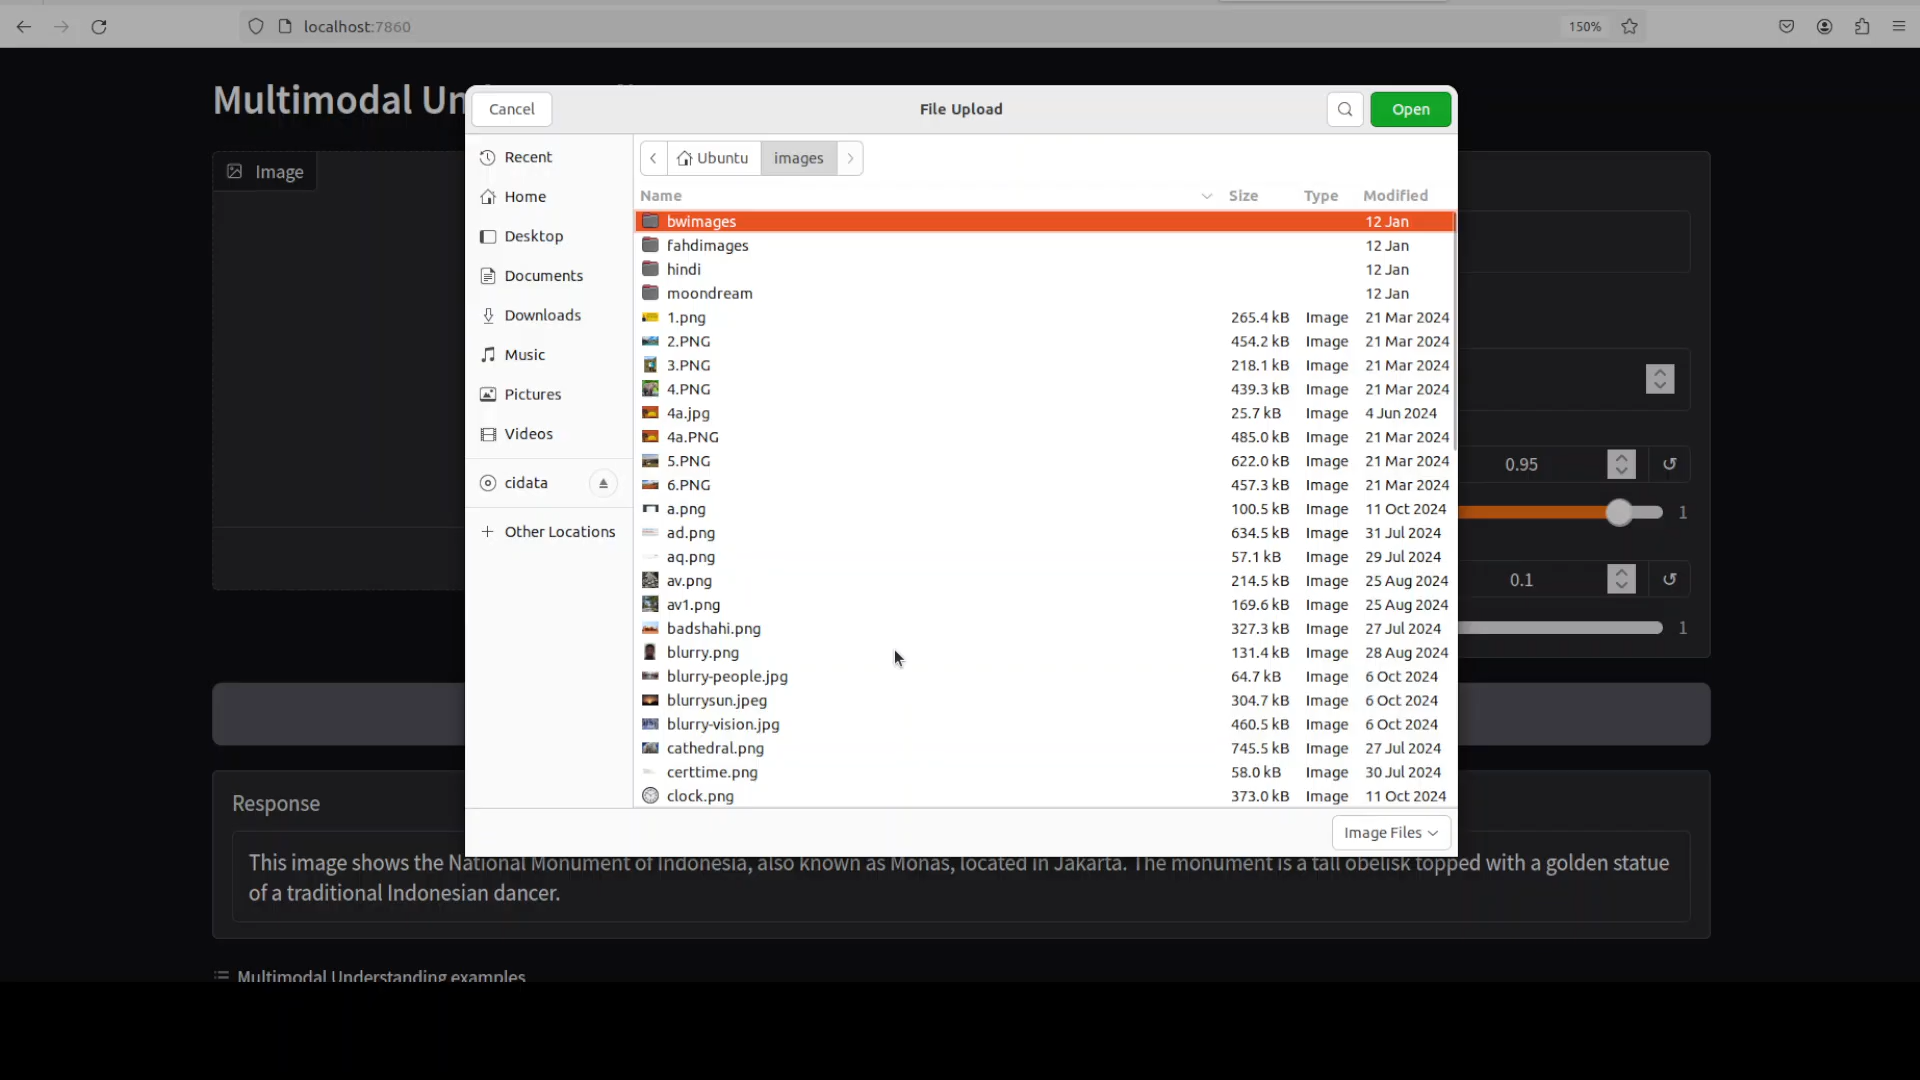 localhost:7860
150%
Multimodal Un
Cancel
File Upload
Open
Image
Recent
Home
Desktop
Documents
Downloads
Music
Pictures
Videos
cidata
Other Locations
Ubuntu
images
Name Size Type Modified
bwimages 12 Jan
fahdimages 12 Jan
hindi 12 Jan
moondream 12 Jan
1.png 265.4 kB Image 21 Mar 2024
2.PNG 454.2 kB Image 21 Mar 2024
3.PNG 218.1 kB Image 21 Mar 2024
4.PNG 439.3 kB Image 21 Mar 2024
4a.jpg 25.7 kB Image 4 Jun 2024
4a.PNG 485.0 kB Image 21 Mar 2024
5.PNG 622.0 kB Image 21 Mar 2024
6.PNG 457.3 kB Image 21 Mar 2024
a.png 100.5 kB Image 11 Oct 2024
ad.png 634.5 kB Image 31 Jul 2024
aq.png 57.1 kB Image 29 Jul 2024
av.png 214.5 kB Image 25 Aug 2024
av1.png 169.6 kB Image 25 Aug 2024
badshahi.png 327.3 kB Image 27 Jul 2024
blurry.png 131.4 kB Image 28 Aug 2024
blurry-people.jpg 64.7 kB Image 6 Oct 2024
blurrysun.jpeg 304.7 kB Image 6 Oct 2024
blurry-vision.jpg 460.5 kB Image 6 Oct 2024
cathedral.png 745.5 kB Image 27 Jul 2024
certtime.png 58.0 kB Image 30 Jul 2024
clock.png 373.0 kB Image 11 Oct 2024
Image Files
0.95
1
0.1
1
Response
This image shows the National Monument of Indonesia, also known as Monas, located in Jakarta. The monument is a tall obelisk topped with a golden statue
of a traditional Indonesian dancer.
Multimodal Understanding examples